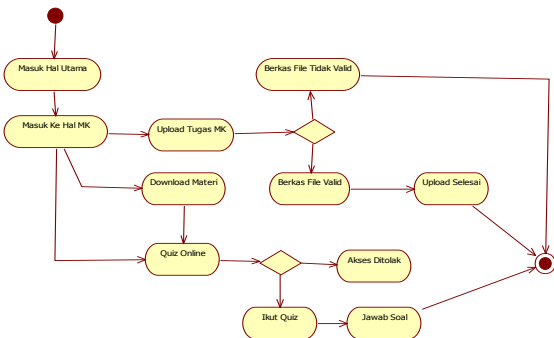 Masuk Hal Utama
Berkas File Tidak Valid
Masuk Ke Hal MK
Upload Tugas MK
Download Materi
Berkas File Valid
Upload Selesai
Quiz Online
Akses Ditolak
Ikut Quiz
Jawab Soal